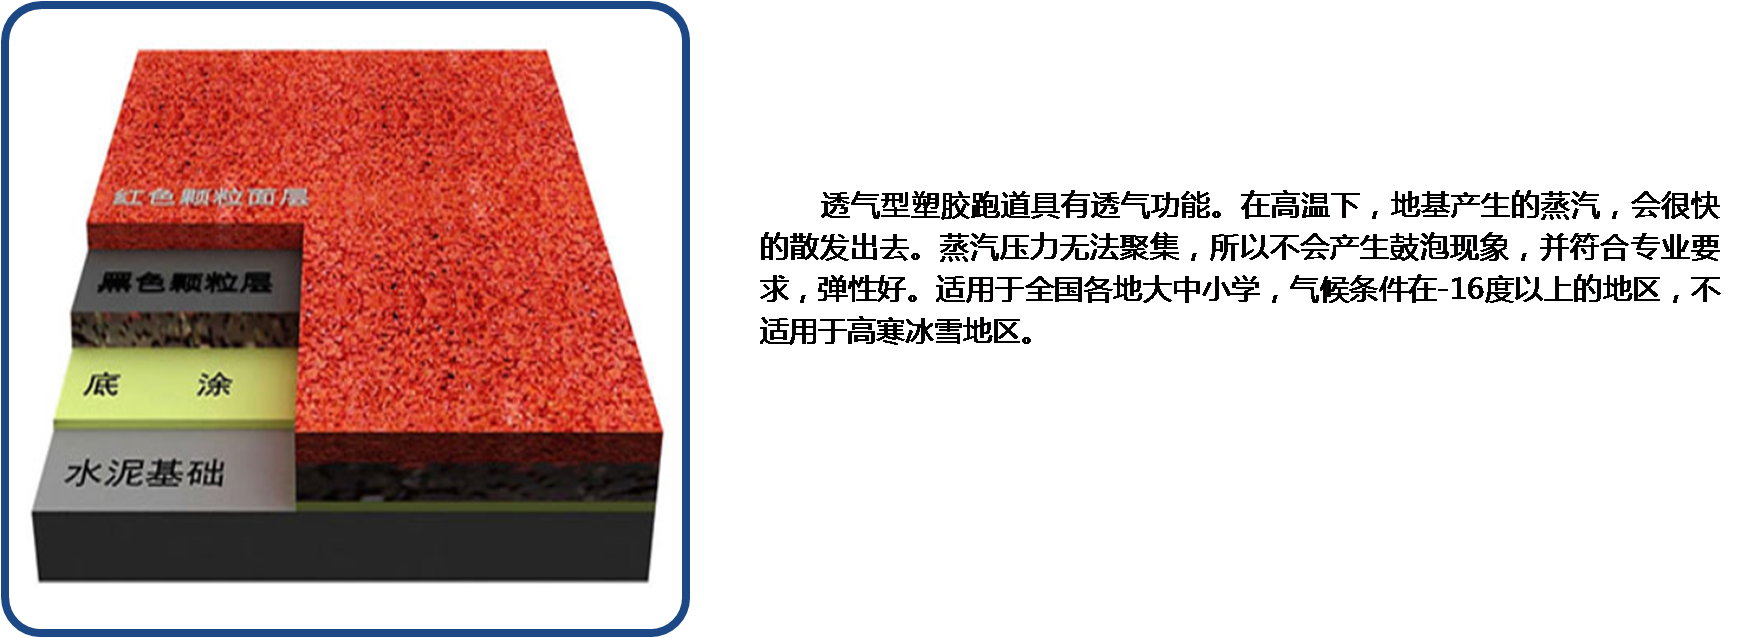 红色颗粒面层
黑色颗粒层
底 涂
水泥基础
透气型塑胶跑道具有透气功能。在高温下，地基产生的蒸汽，会很快
的散发出去。蒸汽压力无法聚集，所以不会产生鼓泡现象，并符合专业要
求，弹性好。适用于全国各地大中小学，气候条件在-16度以上的地区，不
适用于高寒冰雪地区。